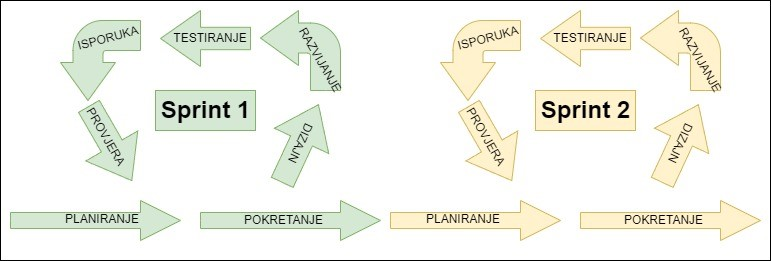 ISPORUKA
TESTIRANJE
RAZVIJANJE
Sprint 1
PROVJERA
DIZAJN
PLANIRANJE
POKRETANJE
ISPORUKA
TESTIRANJE
RAZVIJANJE
Sprint 2
PROVJERA
DIZAJN
PLANIRANJE
POKRETANJE